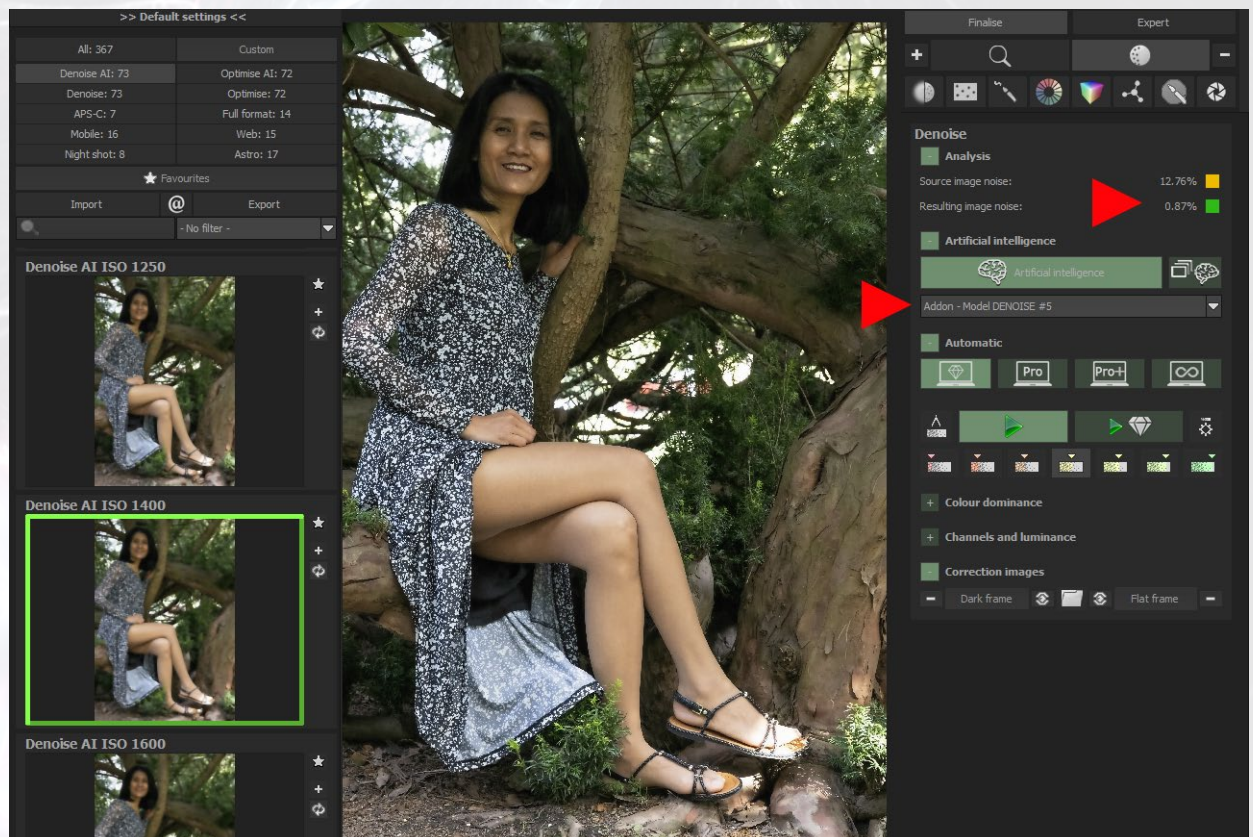 >> Default settings <<
All: 367
Custom
Denoise AI: 73
Optimise AI: 72
Denoise: 73
Optimise: 72
APS-C: 7
Full format: 14
Mobile: 16
Web: 15
Night shot: 8
Astro: 17
Favourites
Import
@
Export
- No filter -
Denoise AI ISO 1250
Denoise AI ISO 1400
Denoise AI ISO 1600
Finalise
Expert
Denoise
Analysis
Source image noise: 12.76%
Resulting image noise: 0.87%
Artificial intelligence
Artificial intelligence
Addon - Model DENOISE #5
Automatic
Pro
Pro+
Colour dominance
Channels and luminance
Correction images
Dark frame
Flat frame